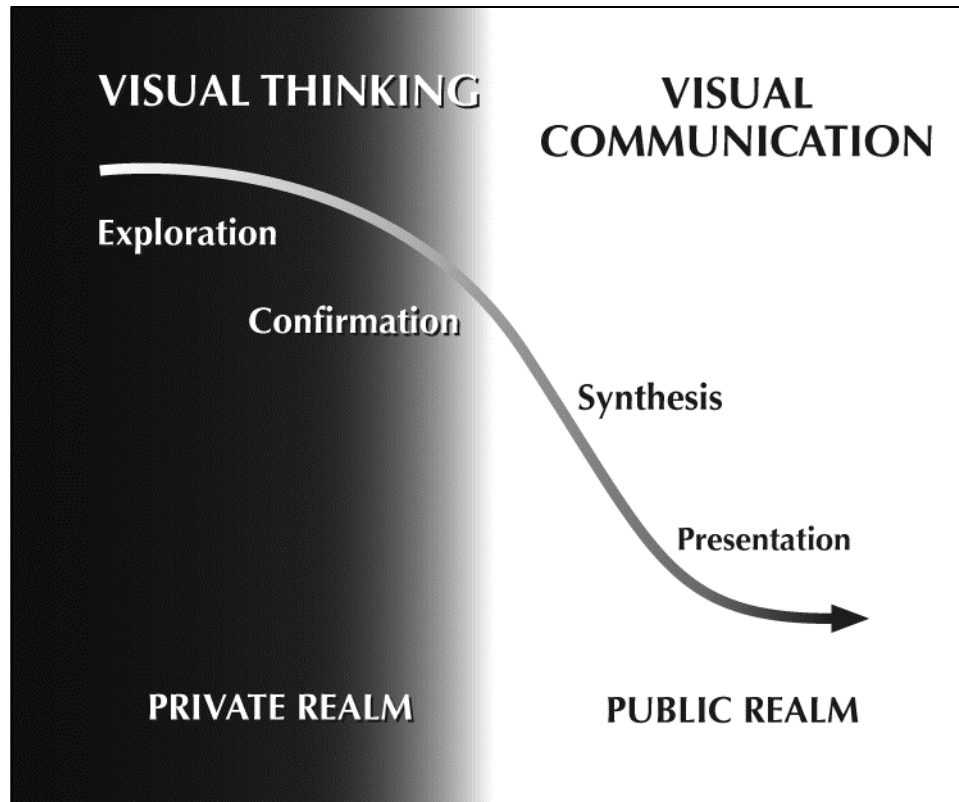 VISUAL THINKING
VISUAL
COMMUNICATION
Exploration
Confirmation
Synthesis
Presentation
PRIVATE REALM
PUBLIC REALM